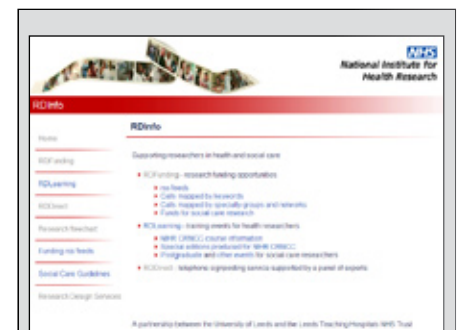 NHS
National Institute for
Health Research
RDInfo
RDInfo
Home
Supporting researchers in health and social care
RDFunding
RDFunding - research funding opportunities
rss feeds
RDLearning
Calls mapped by keywords
Calls mapped by specialty groups and networks
RDDirect
Funds for social care research
Research flowchart
RDLearning - training events for health researchers
NIHR CRNCC course information
Funding rss feeds
Special editions produced for NIHR CRNCC
Postgraduate and other events for social care researchers
Social Care Guidelines
RDDirect - telephone signposting service supported by a panel of experts
Research Design Services
A partnership between the University of Leeds and the Leeds Teaching Hospitals NHS Trust